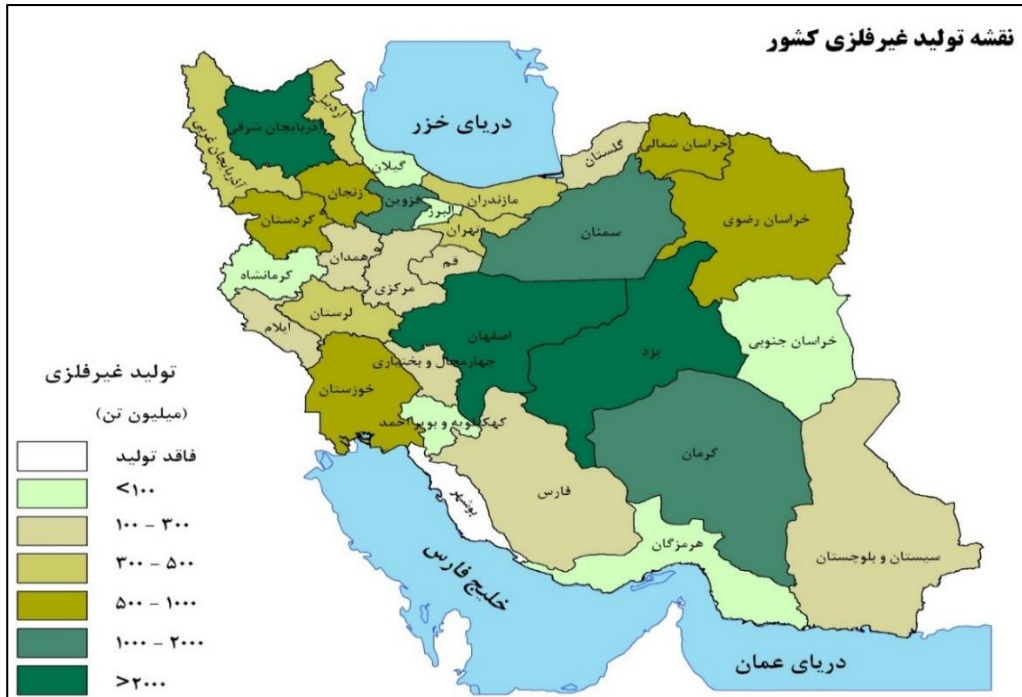 نقشه تولید غیرفلزی کشور
دریای خزر
آذربایجان شرقی
اردبیل
آذربایجان غربی
گیلان
گلستان
خراسان شمالی
زنجان
قزوین
البرز
مازندران
تهران
سمنان
خراسان رضوی
کردستان
همدان
قم
مرکزی
کرمانشاه
لرستان
ایلام
اصفهان
یزد
خراسان جنوبی
چهارمحال و بختیاری
خوزستان
کهکیلویه و بویراحمد
کرمان
فارس
بوشهر
هرمزگان
سیستان و بلوچستان
خلیج فارس
دریای عمان
تولید غیرفلزی
(میلیون تن)
فاقد تولید
<۱۰۰
۱۰۰ - ۳۰۰
۳۰۰ - ۵۰۰
۵۰۰ - ۱۰۰۰
۱۰۰۰ - ۲۰۰۰
>۲۰۰۰